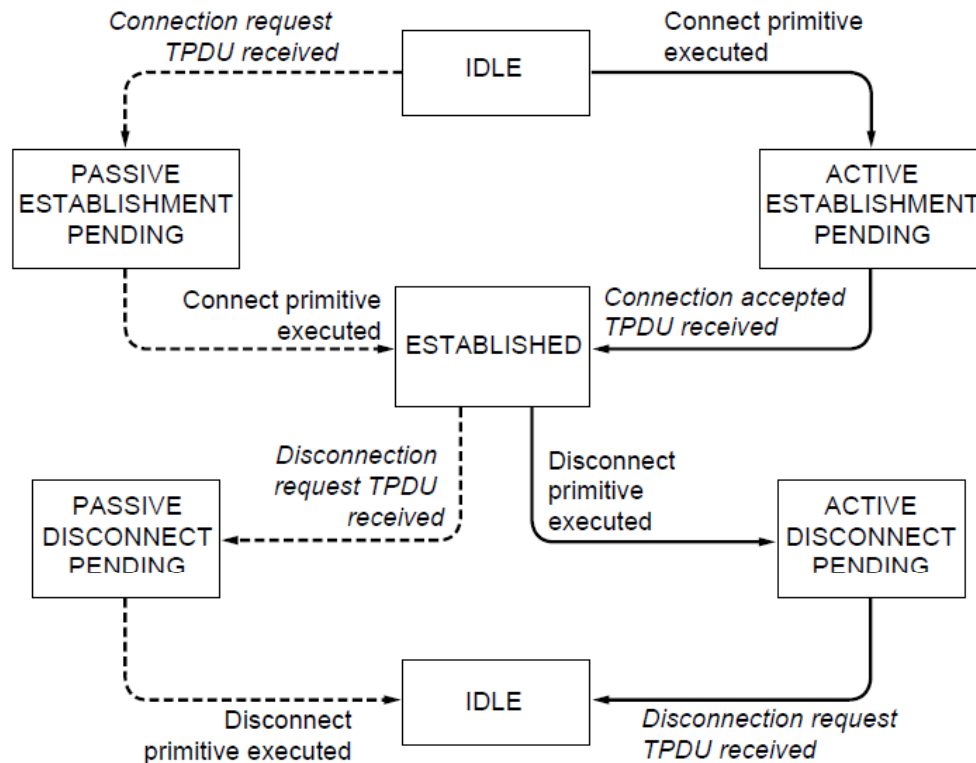 Connection request
TPDU received
IDLE
Connect primitive
executed
PASSIVE
ESTABLISHMENT
PENDING
ACTIVE
ESTABLISHMENT
PENDING
Connect primitive
executed
ESTABLISHED
Connection accepted
TPDU received
Disconnection
request TPDU
received
Disconnect
primitive
executed
PASSIVE
DISCONNECT
PENDING
ACTIVE
DISCONNECT
PENDING
IDLE
Disconnect
primitive executed
Disconnection request
TPDU received